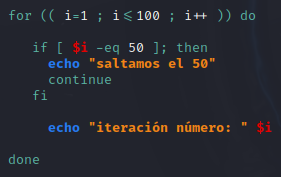 for (( i=1 ; i<=100 ; i++ )) do
if [ $i -eq 50 ]; then
echo "saltamos el 50"
continue
fi
echo "iteración número: " $i
done